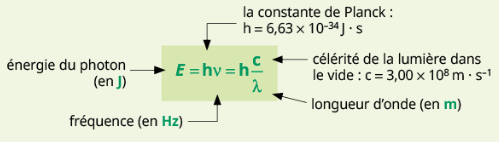 la constante de Planck :
h = 6,63 × 10⁻³⁴ J · s
énergie du photon
(en J)
E = hν = h c/λ
célérité de la lumière dans
le vide : c = 3,00 × 10⁸ m · s⁻¹
longueur d’onde (en m)
fréquence (en Hz)